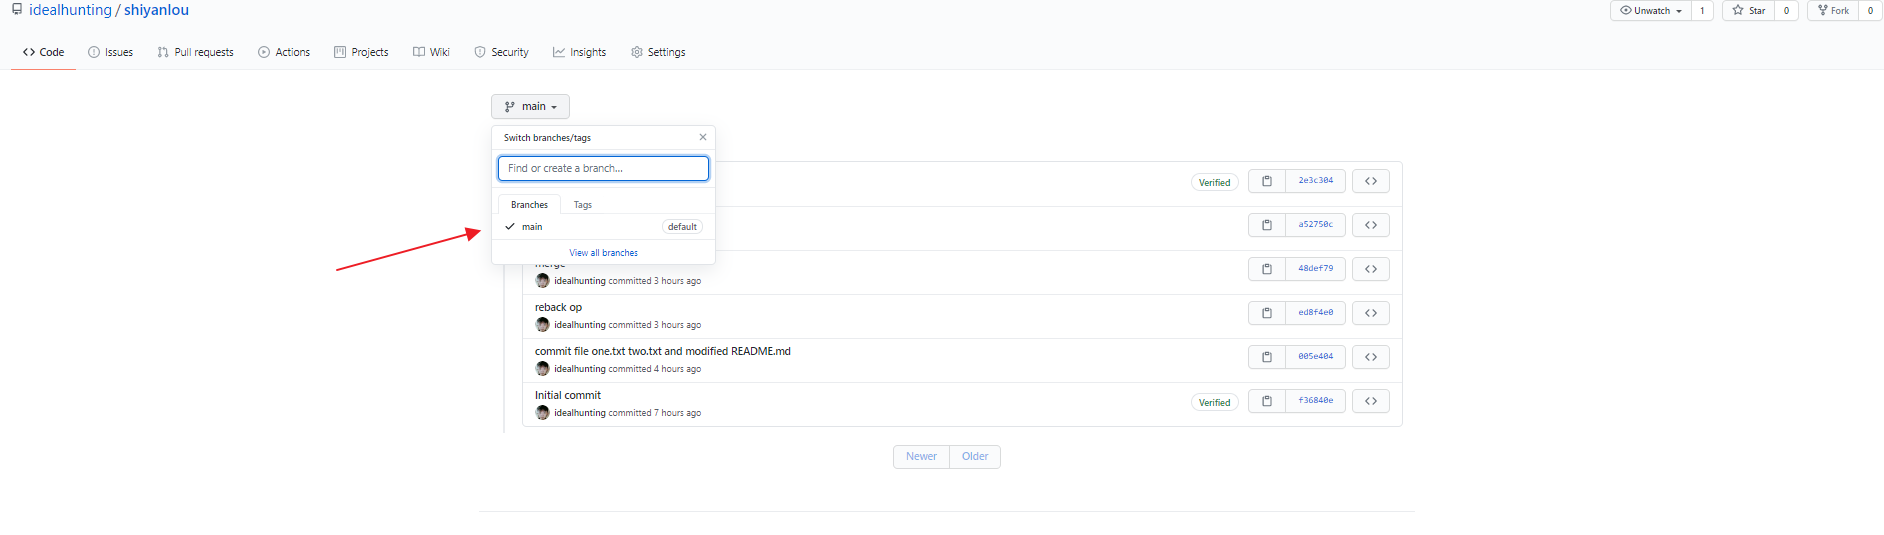 idealhunting / shiyanlou
Unwatch 1 Star 0 Fork 0
Code Issues Pull requests Actions Projects Wiki Security Insights Settings
main
Switch branches/tags
Find or create a branch...
Verified 2e3c304
Branches Tags
main default
a52750c
View all branches
merge
48def79
idealhunting committed 3 hours ago
reback op
ed8f4e0
idealhunting committed 3 hours ago
commit file one.txt two.txt and modified README.md
005e404
idealhunting committed 4 hours ago
Initial commit
Verified f36840e
idealhunting committed 7 hours ago
Newer Older